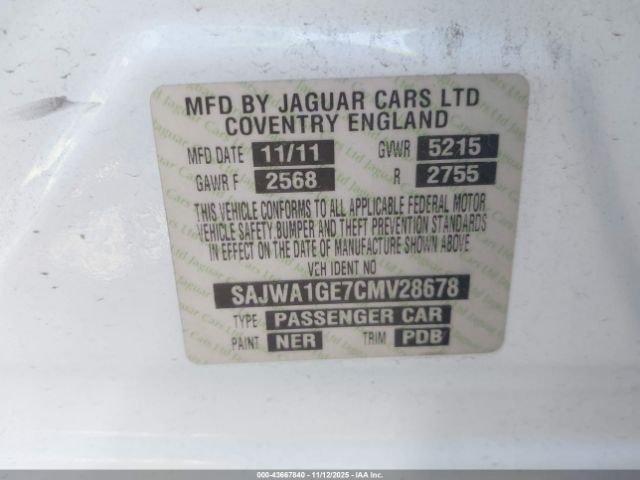 MFD BY JAGUAR CARS LTD
COVENTRY ENGLAND
MFD DATE 11/11 GVWR 5215
GAWR F 2568 R 2755
THIS VEHICLE CONFORMS TO ALL APPLICABLE FEDERAL MOTOR
VEHICLE SAFETY BUMPER AND THEFT PREVENTION STANDARDS
IN EFFECT ON THE DATE OF MANUFACTURE SHOWN ABOVE
VEH IDENT NO
SAJWA1GE7CMV28678
TYPE PASSENGER CAR
PAINT NER TRIM PDB
000-43667840 - 11/12/2025 - IAAI.COM